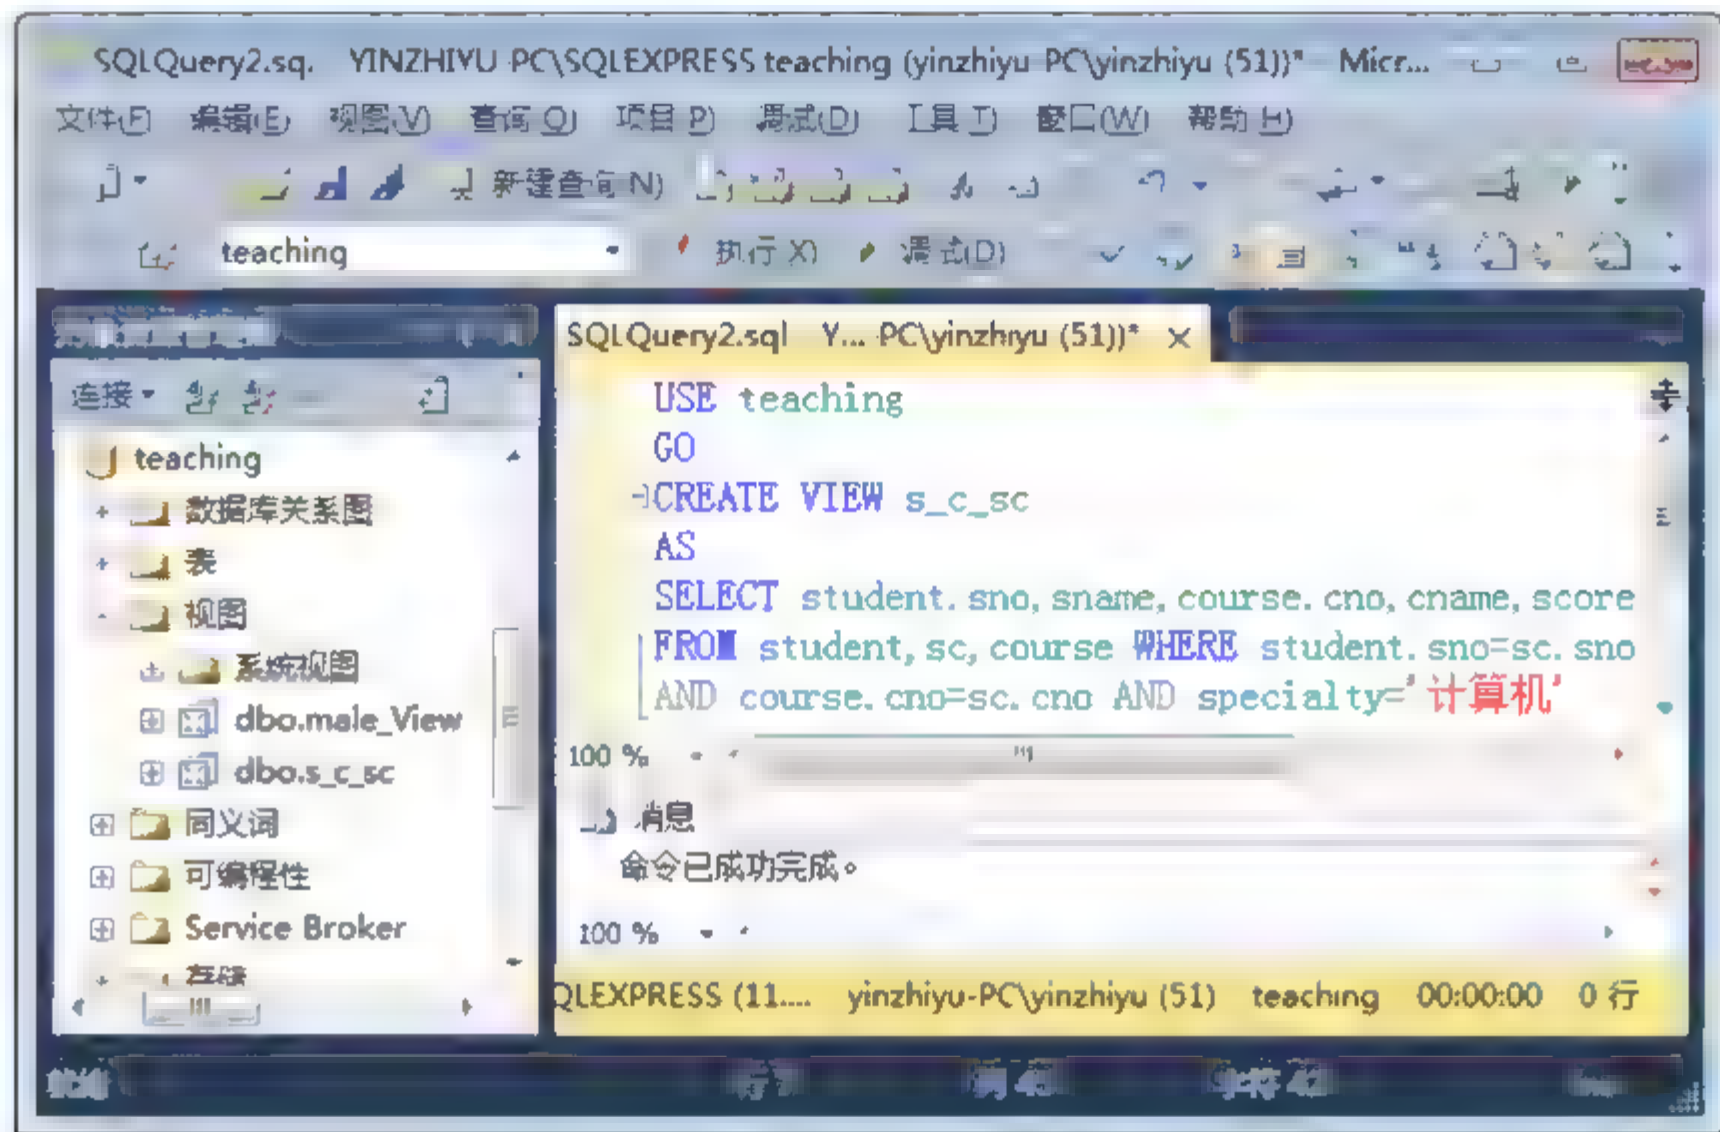 SQLQuery2.sq. YINZHIYU-PC\SQLEXPRESS teaching (yinzhiyu PC\yinzhiyu (51))* Micr...
文件(F) 编辑(E) 视图(V) 查询(Q) 项目(P) 调试(D) 工具(T) 窗口(W) 帮助(H)
新建查询(N)
teaching 执行(X) 调试(D)
SQLQuery2.sql Y... PC\yinzhiyu (51))*
连接
teaching
数据库关系图
表
视图
系统视图
dbo.male_View
dbo.s_c_sc
同义词
可编程性
Service Broker
存储
USE teaching
GO
CREATE VIEW s_c_sc
AS
SELECT student.sno,sname,course.cno,cname,score
FROM student,sc,course WHERE student.sno=sc.sno
AND course.cno=sc.cno AND specialty='计算机'
100 %
消息
命令已成功完成。
100 %
QLEXPRESS (11.... yinzhiyu-PC\yinzhiyu (51) teaching 00:00:00 0 行